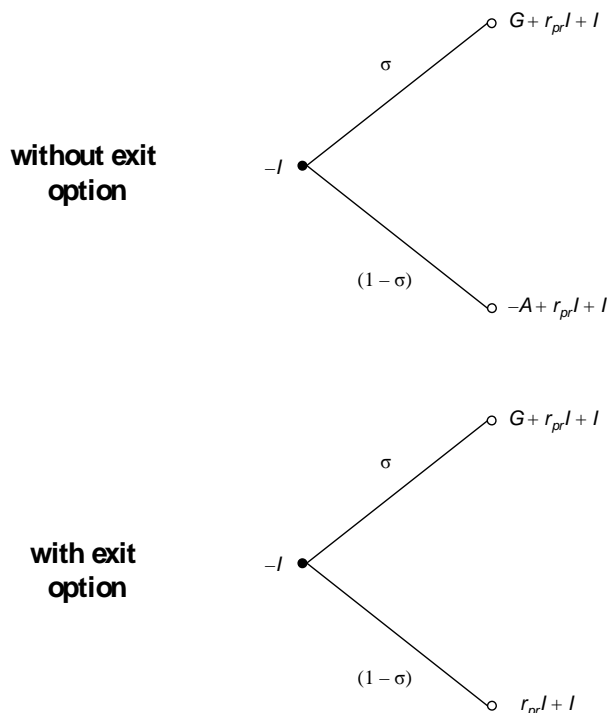 G + r_pr I + I
σ
without exit
option
–I
(1 – σ)
–A + r_pr I + I
G + r_pr I + I
σ
with exit
option
–I
(1 – σ)
r_pr I + I